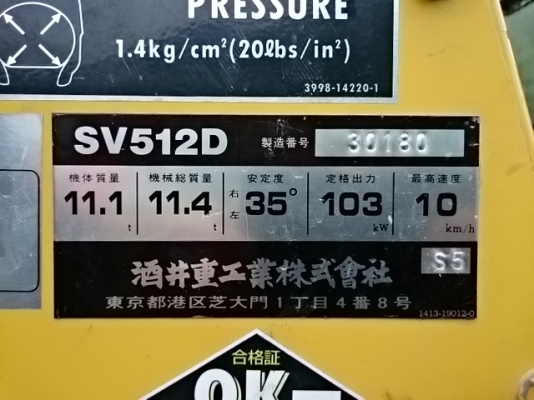 PRESSURE
1.4kg/cm²(20lbs/in²)
3998-14220-1
SV512D 製造番号 30180
機体質量 機械総質量 安定度 定格出力 最高速度
11.1 t 11.4 t 右左 35° 103 kW 10 km/h
酒井重工業株式會社 S5
東京都港区芝大門1丁目4番8号
1413-19012-0
合格証
OK